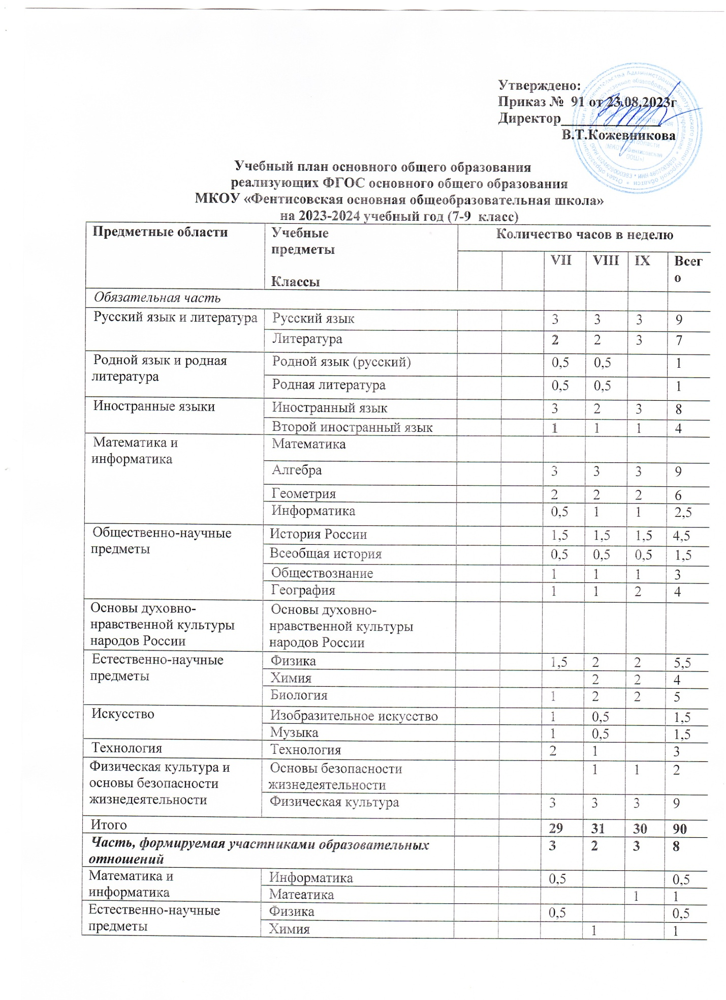 Утверждено:
Приказ № 91 от 23.08.2023г
Директор______________
В.Т.Кожевникова
Учебный план основного общего образования
реализующих ФГОС основного общего образования
МКОУ «Фентисовская основная общеобразовательная школа»
на 2023-2024 учебный год (7-9 класс)
Предметные области Учебные предметы Классы Количество часов в неделю
VII VIII IX Всего
Обязательная часть
Русский язык и литература Русский язык 3 3 3 9
Литература 2 2 3 7
Родной язык и родная литература Родной язык (русский) 0,5 0,5 1
Родная литература 0,5 0,5 1
Иностранные языки Иностранный язык 3 2 3 8
Второй иностранный язык 1 1 1 4
Математика и информатика Математика
Алгебра 3 3 3 9
Геометрия 2 2 2 6
Информатика 0,5 1 1 2,5
Общественно-научные предметы История России 1,5 1,5 1,5 4,5
Всеобщая история 0,5 0,5 0,5 1,5
Обществознание 1 1 1 3
География 1 1 2 4
Основы духовно-нравственной культуры народов России Основы духовно-нравственной культуры народов России
Естественно-научные предметы Физика 1,5 2 2 5,5
Химия 2 2 4
Биология 1 2 2 5
Искусство Изобразительное искусство 1 0,5 1,5
Музыка 1 0,5 1,5
Технология Технология 2 1 3
Физическая культура и основы безопасности жизнедеятельности Основы безопасности жизнедеятельности 1 1 2
Физическая культура 3 3 3 9
Итого 29 31 30 90
Часть, формируемая участниками образовательных отношений 3 2 3 8
Математика и информатика Информатика 0,5 0,5
Матеатика 1 1
Естественно-научные предметы Физика 0,5 0,5
Химия 1 1